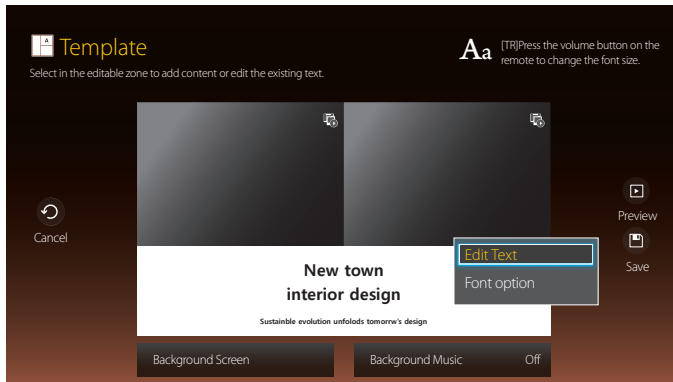 A
Template
Select in the editable zone to add content or edit the existing text.
Aa
[TR]Press the volume button on the
remote to change the font size.
Cancel
Preview
Save
Edit Text
Font option
New town
interior design
Sustainble evolution unfolods tomorrw's design
Background Screen
Background Music Off